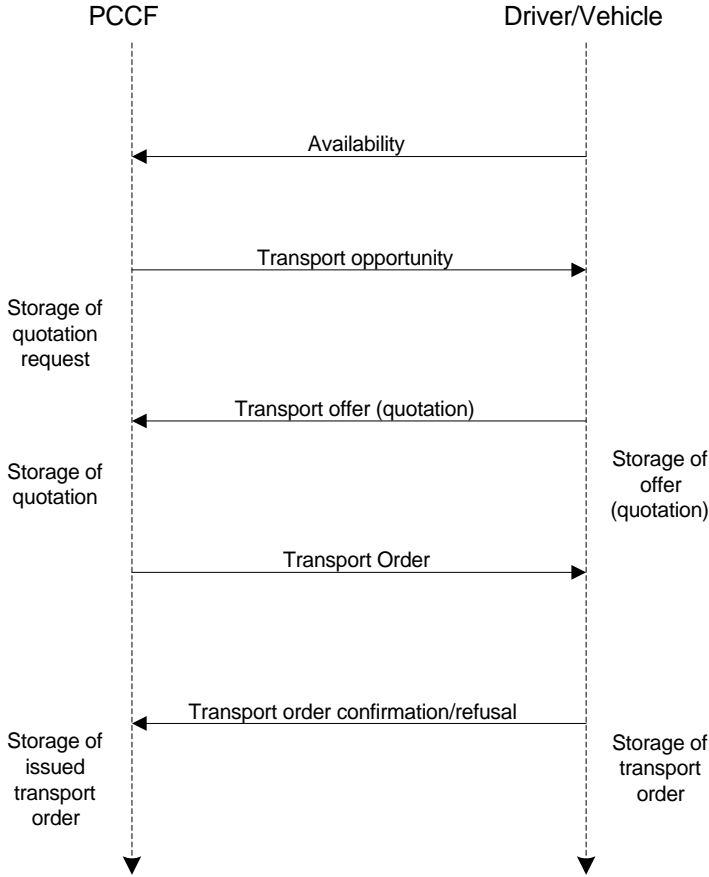 PCCF
Driver/Vehicle
Availability
Transport opportunity
Storage of
quotation
request
Transport offer (quotation)
Storage of
quotation
Storage of
offer
(quotation)
Transport Order
Transport order confirmation/refusal
Storage of
issued
transport
order
Storage of
transport
order